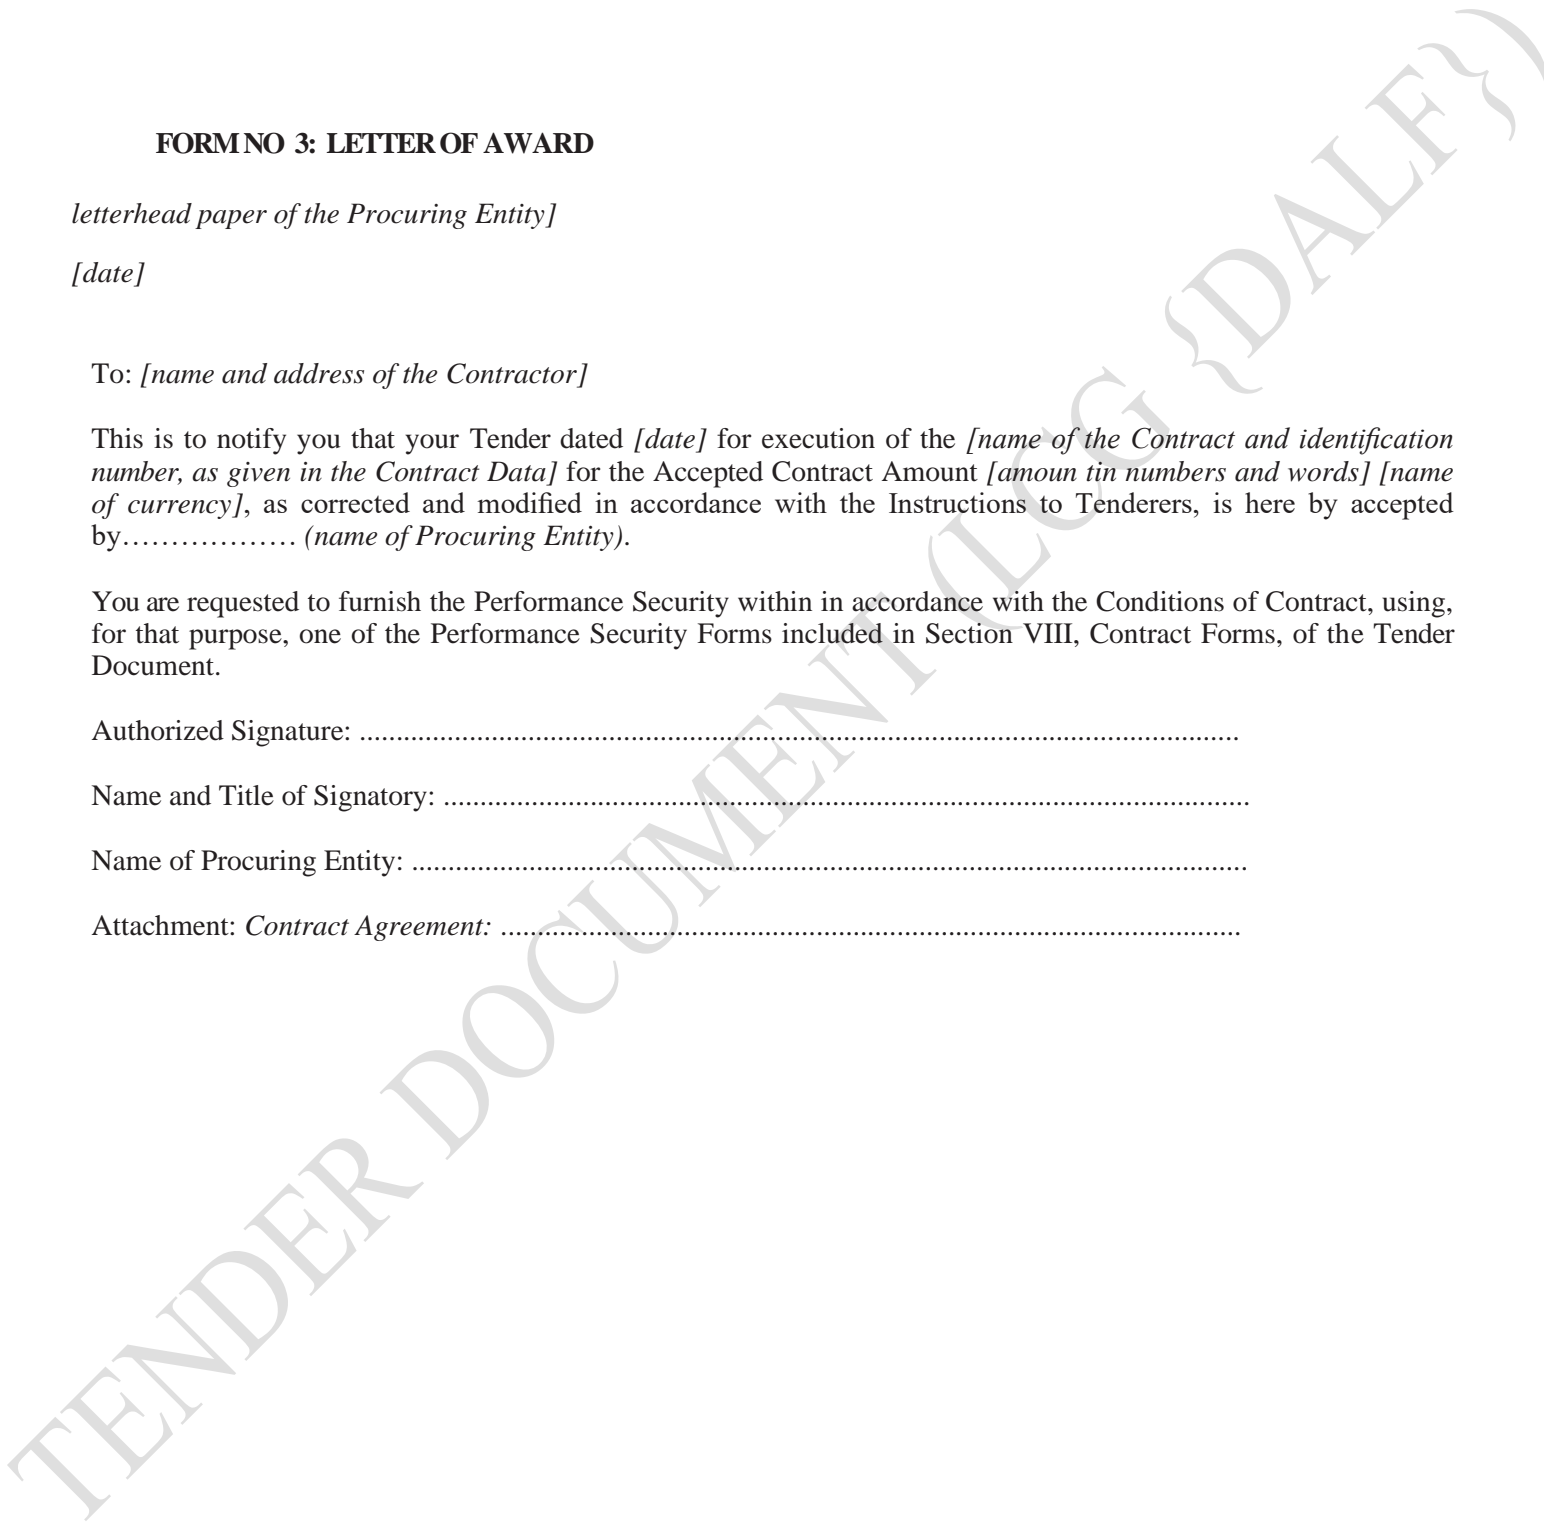 FORM NO 3: LETTER OF AWARD
letterhead paper of the Procuring Entity]
[date]
To: [name and address of the Contractor]
This is to notify you that your Tender dated [date] for execution of the [name of the Contract and identification
number, as given in the Contract Data] for the Accepted Contract Amount [amoun tin numbers and words] [name
of currency], as corrected and modified in accordance with the Instructions to Tenderers, is here by accepted
by……………… (name of Procuring Entity).
You are requested to furnish the Performance Security within in accordance with the Conditions of Contract, using,
for that purpose, one of the Performance Security Forms included in Section VIII, Contract Forms, of the Tender
Document.
Authorized Signature: ........................................................................................................................
Name and Title of Signatory: ..............................................................................................................
Name of Procuring Entity: ..................................................................................................................
Attachment: Contract Agreement: .....................................................................................................
TENDER DOCUMENT (LCG {DALF})